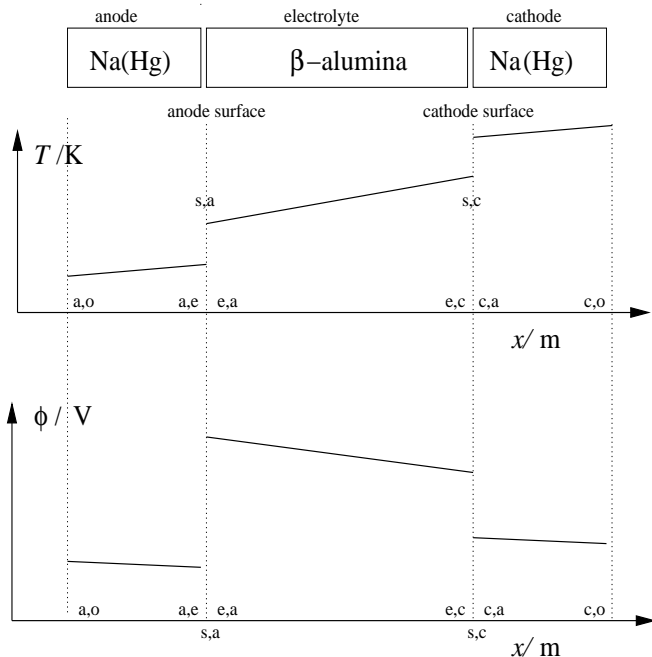 anode electrolyte cathode
Na(Hg) β-alumina Na(Hg)
anode surface cathode surface
T /K
s,a s,c
a,o a,e e,a e,c c,a c,o
x/ m
ϕ / V
a,o a,e e,a e,c c,a c,o
s,a s,c
x/ m